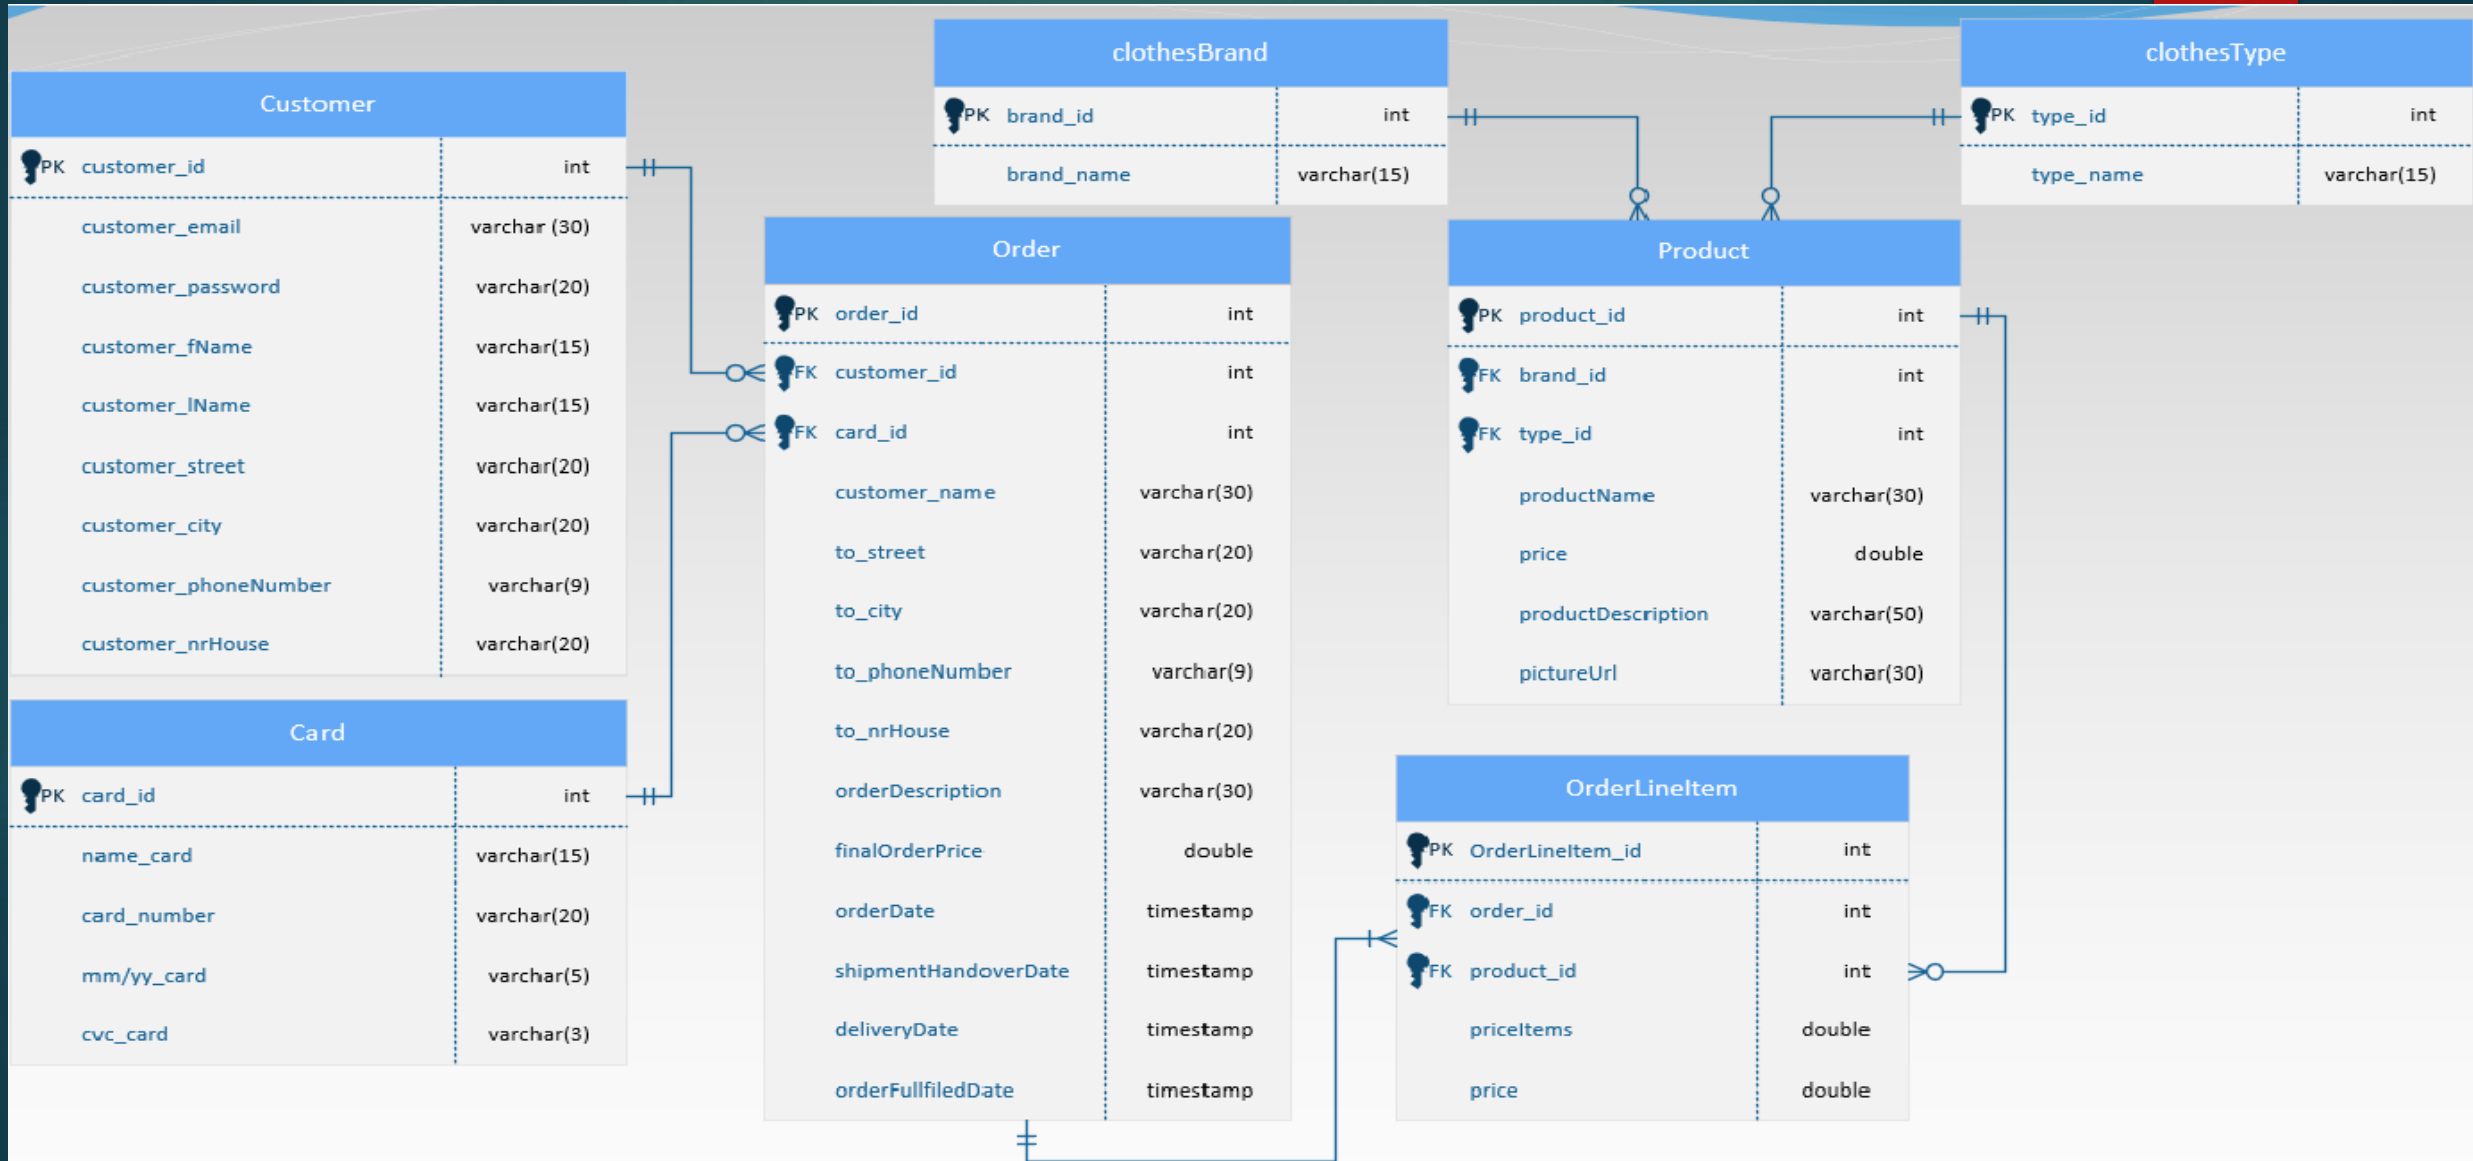 Customer
PK customer_id int
customer_email varchar (30)
customer_password varchar(20)
customer_fName varchar(15)
customer_lName varchar(15)
customer_street varchar(20)
customer_city varchar(20)
customer_phoneNumber varchar(9)
customer_nrHouse varchar(20)
Card
PK card_id int
name_card varchar(15)
card_number varchar(20)
mm/yy_card varchar(5)
cvc_card varchar(3)
clothesBrand
PK brand_id int
brand_name varchar(15)
Order
PK order_id int
FK customer_id int
FK card_id int
customer_name varchar(30)
to_street varchar(20)
to_city varchar(20)
to_phoneNumber varchar(9)
to_nrHouse varchar(20)
orderDescription varchar(30)
finalOrderPrice double
orderDate timestamp
shipmentHandoverDate timestamp
deliveryDate timestamp
orderFullfiledDate timestamp
clothesType
PK type_id int
type_name varchar(15)
Product
PK product_id int
FK brand_id int
FK type_id int
productName varchar(30)
price double
productDescription varchar(50)
pictureUrl varchar(30)
OrderLineItem
PK OrderLineItem_id int
FK order_id int
FK product_id int
priceItems double
price double